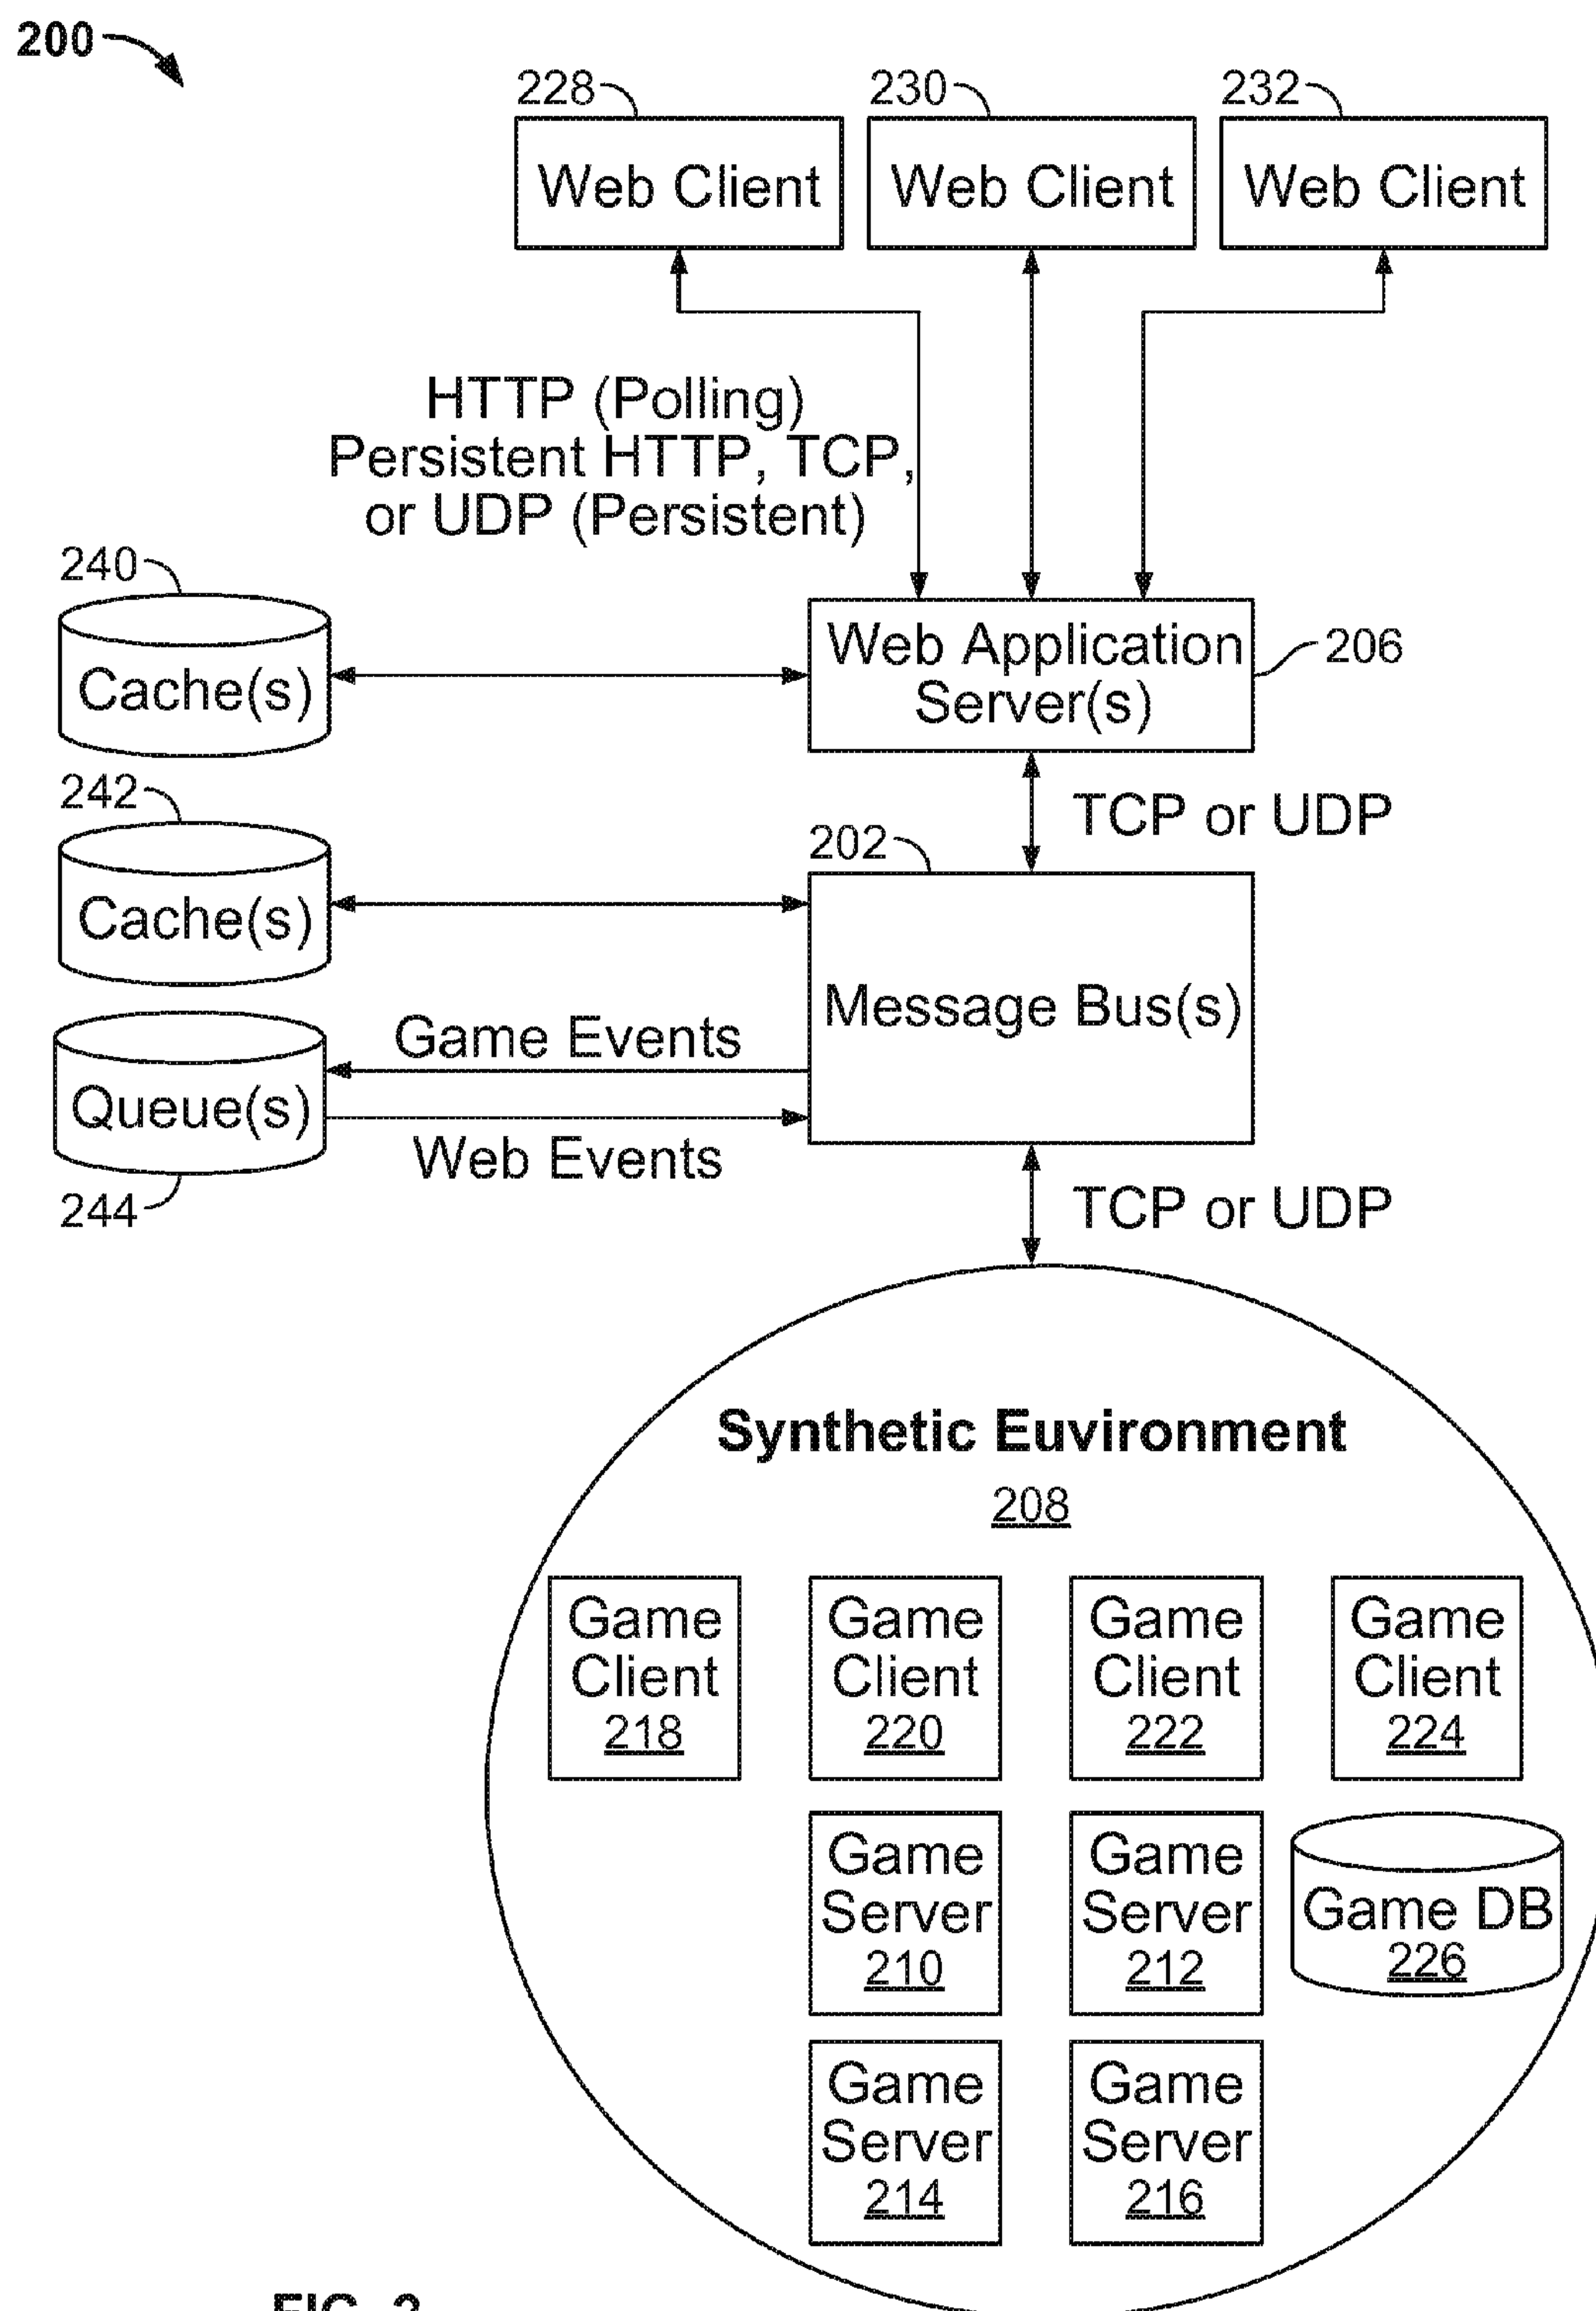 200
228
230
232
Web Client
Web Client
Web Client
HTTP (Polling)
Persistent HTTP, TCP,
or UDP (Persistent)
240
Cache(s)
Web Application
Server(s)
206
242
Cache(s)
TCP or UDP
202
Message Bus(s)
Game Events
Queue(s)
Web Events
244
TCP or UDP
Synthetic Euvironment
208
Game
Client
218
Game
Client
220
Game
Client
222
Game
Client
224
Game
Server
210
Game
Server
212
Game DB
226
Game
Server
214
Game
Server
216